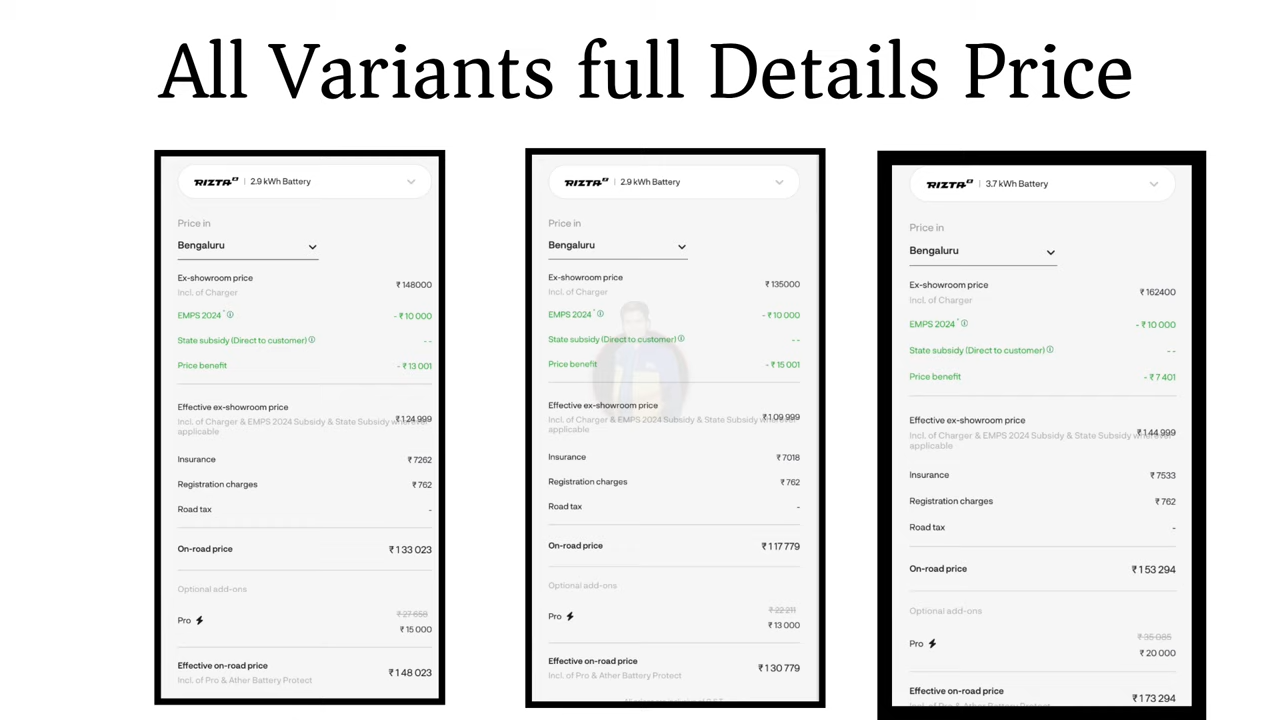 All Variants full Details Price
RIZTA | 2.9 kWh Battery
Price in
Bengaluru
Ex-showroom price
Incl. of Charger
₹148000
EMPS 2024 * - ₹10 000
State subsidy (Direct to customer) - -
Price benefit - ₹13 001
Effective ex-showroom price
₹124 999
Incl. of Charger & EMPS 2024 Subsidy & State Subsidy wherever
applicable
Insurance ₹7262
Registration charges ₹762
Road tax -
On-road price ₹133 023
Optional add-ons
Pro
₹27 658
₹15 000
Effective on-road price
₹148 023
Incl. of Pro & Ather Battery Protect
RIZTA | 2.9 kWh Battery
Price in
Bengaluru
Ex-showroom price
Incl. of Charger
₹135000
EMPS 2024 * - ₹10 000
State subsidy (Direct to customer) - -
Price benefit - ₹15 001
Effective ex-showroom price
₹109 999
Incl. of Charger & EMPS 2024 Subsidy & State Subsidy wherever
applicable
Insurance ₹7018
Registration charges ₹762
Road tax -
On-road price ₹117 779
Optional add-ons
Pro
₹22 211
₹13 000
Effective on-road price
₹130 779
Incl. of Pro & Ather Battery Protect
RIZTA | 3.7 kWh Battery
Price in
Bengaluru
Ex-showroom price
Incl. of Charger
₹162400
EMPS 2024 * - ₹10 000
State subsidy (Direct to customer) - -
Price benefit - ₹7 401
Effective ex-showroom price
₹144 999
Incl. of Charger & EMPS 2024 Subsidy & State Subsidy wherever
applicable
Insurance ₹7533
Registration charges ₹762
Road tax -
On-road price ₹153 294
Optional add-ons
Pro
₹35 085
₹20 000
Effective on-road price
₹173 294
Incl. of Pro & Ather Battery Protect